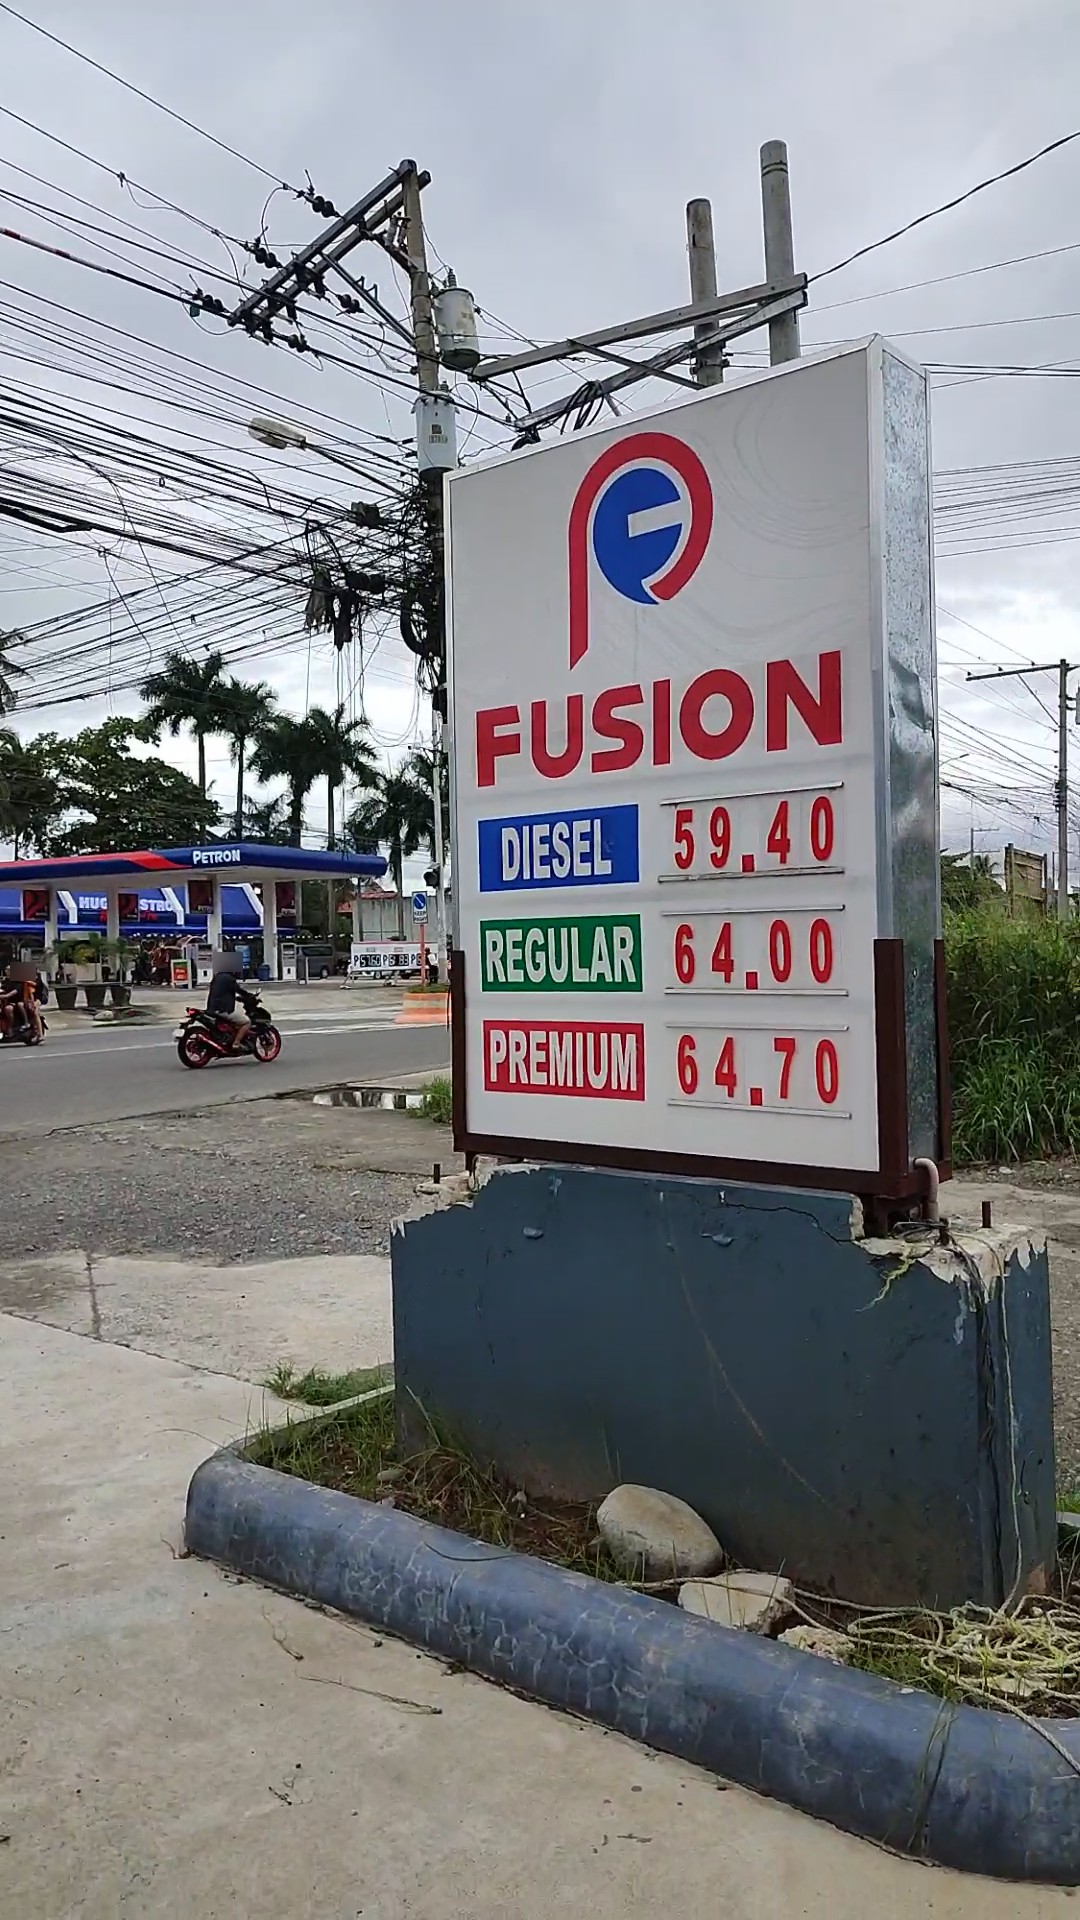 FUSION
DIESEL 59.40
REGULAR 64.00
PREMIUM 64.70
PETRON